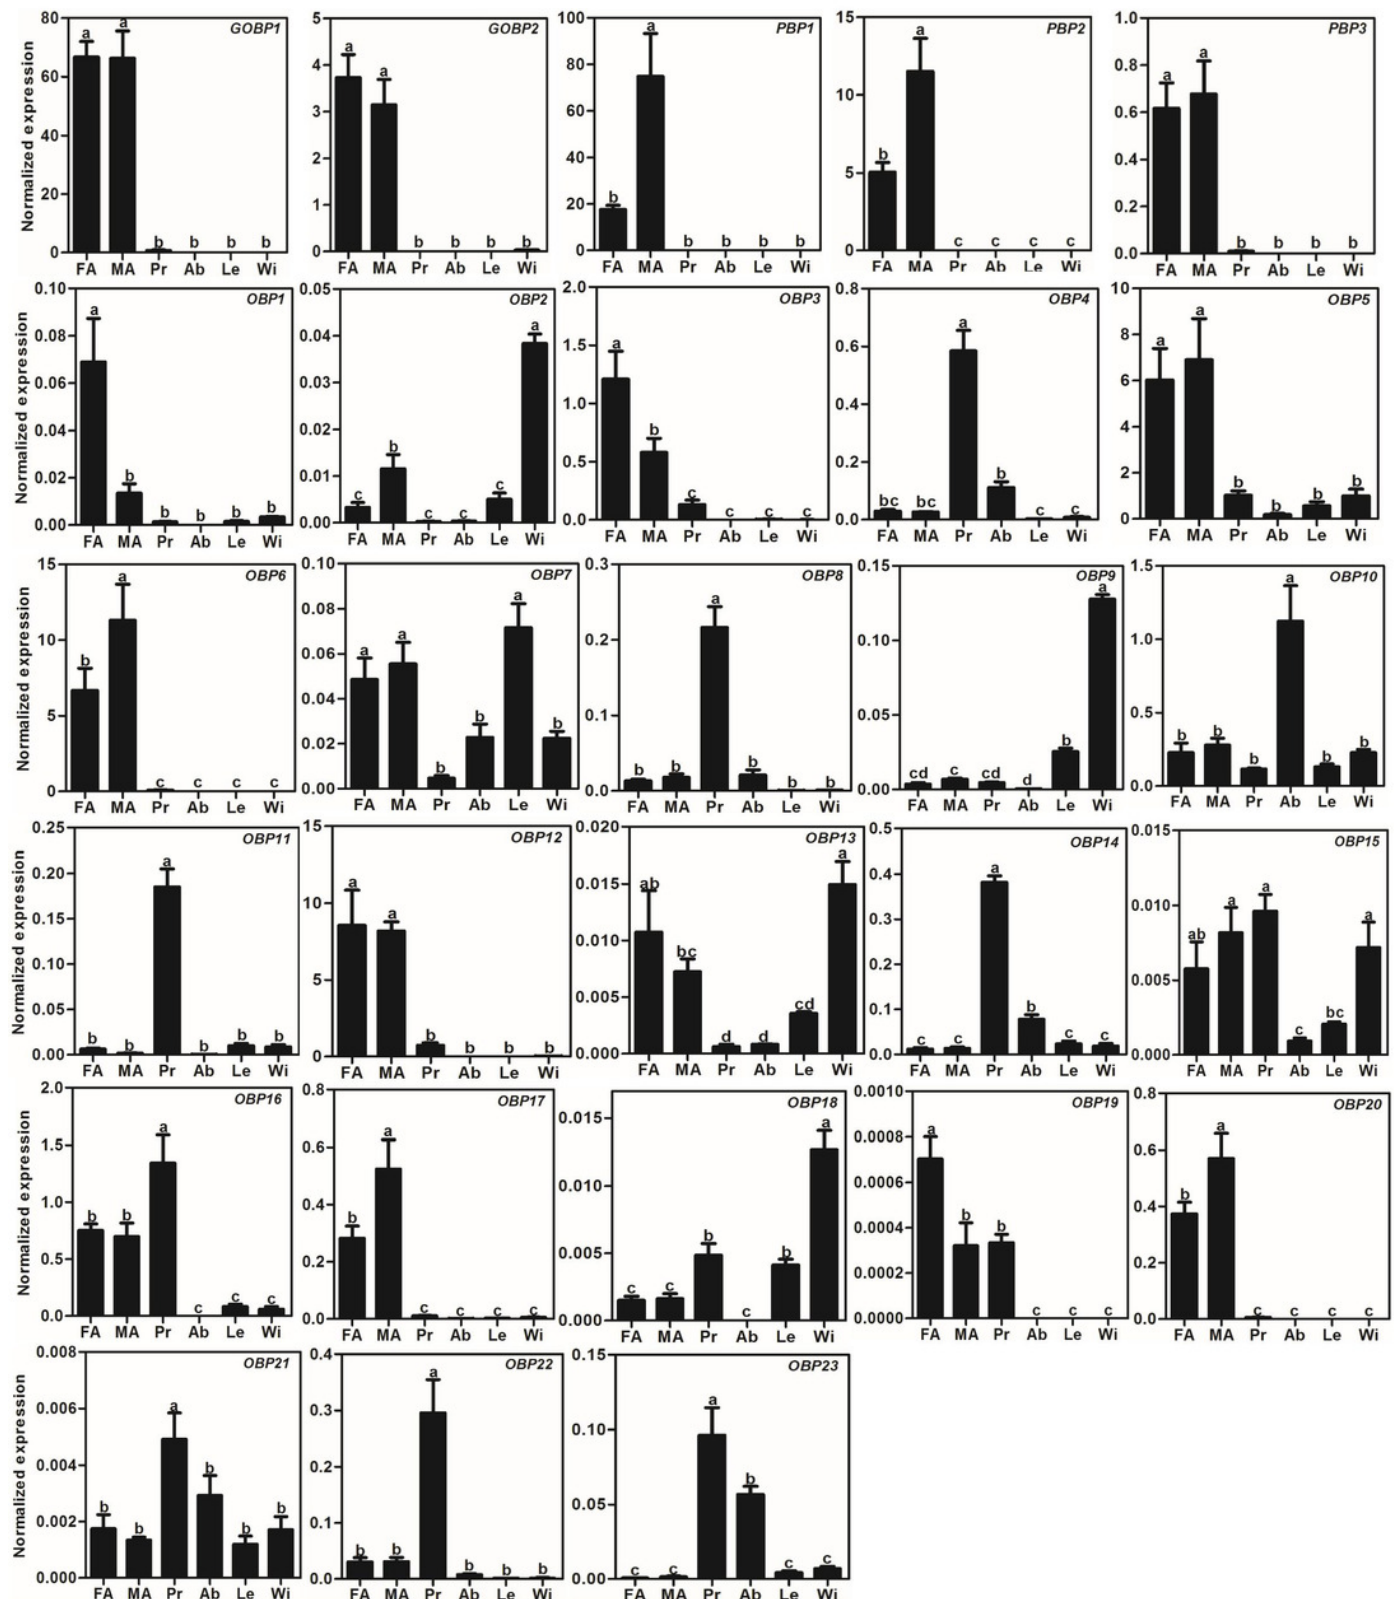 GOBP1 GOBP2 PBP1 PBP2 PBP3
Normalized expression
80 60 40 20 0
a a b b b b
FA MA Pr Ab Le Wi
5 4 3 2 1 0
a a b b b b
FA MA Pr Ab Le Wi
100 80 60 40 20 0
b a b b b b
FA MA Pr Ab Le Wi
15 10 5 0
b a c c c c
FA MA Pr Ab Le Wi
1.0 0.8 0.6 0.4 0.2 0.0
a a b b b b
FA MA Pr Ab Le Wi
OBP1 OBP2 OBP3 OBP4 OBP5
Normalized expression
0.10 0.08 0.06 0.04 0.02 0.00
a b b b b b
FA MA Pr Ab Le Wi
0.05 0.04 0.03 0.02 0.01 0.00
c b c c c a
FA MA Pr Ab Le Wi
2.0 1.5 1.0 0.5 0.0
a b c c c c
FA MA Pr Ab Le Wi
0.8 0.6 0.4 0.2 0.0
bc bc a b c c
FA MA Pr Ab Le Wi
10 8 6 4 2 0
a a b b b b
FA MA Pr Ab Le Wi
OBP6 OBP7 OBP8 OBP9 OBP10
Normalized expression
15 10 5 0
b a c c c c
FA MA Pr Ab Le Wi
0.10 0.08 0.06 0.04 0.02 0.00
a a b b a b
FA MA Pr Ab Le Wi
0.3 0.2 0.1 0.0
b b a b b b
FA MA Pr Ab Le Wi
0.15 0.10 0.05 0.00
cd c cd d b a
FA MA Pr Ab Le Wi
1.5 1.0 0.5 0.0
b b b a b b
FA MA Pr Ab Le Wi
OBP11 OBP12 OBP13 OBP14 OBP15
Normalized expression
0.25 0.20 0.15 0.10 0.05 0.00
b b a b b b
FA MA Pr Ab Le Wi
15 10 5 0
a a b b b b
FA MA Pr Ab Le Wi
0.020 0.015 0.010 0.005 0.000
ab bc d d cd a
FA MA Pr Ab Le Wi
0.5 0.4 0.3 0.2 0.1 0.0
c c a b c c
FA MA Pr Ab Le Wi
0.015 0.010 0.005 0.000
ab a a c bc a
FA MA Pr Ab Le Wi
OBP16 OBP17 OBP18 OBP19 OBP20
Normalized expression
2.0 1.5 1.0 0.5 0.0
b b a c c c
FA MA Pr Ab Le Wi
0.8 0.6 0.4 0.2 0.0
b a c c c c
FA MA Pr Ab Le Wi
0.015 0.010 0.005 0.000
c c b c b a
FA MA Pr Ab Le Wi
0.0010 0.0008 0.0006 0.0004 0.0002 0.0000
a b b c c c
FA MA Pr Ab Le Wi
0.8 0.6 0.4 0.2 0.0
b a c c c c
FA MA Pr Ab Le Wi
OBP21 OBP22 OBP23
Normalized expression
0.008 0.006 0.004 0.002 0.000
b b a b b b
FA MA Pr Ab Le Wi
0.4 0.3 0.2 0.1 0.0
b b a b b b
FA MA Pr Ab Le Wi
0.15 0.10 0.05 0.00
c c a b c c
FA MA Pr Ab Le Wi